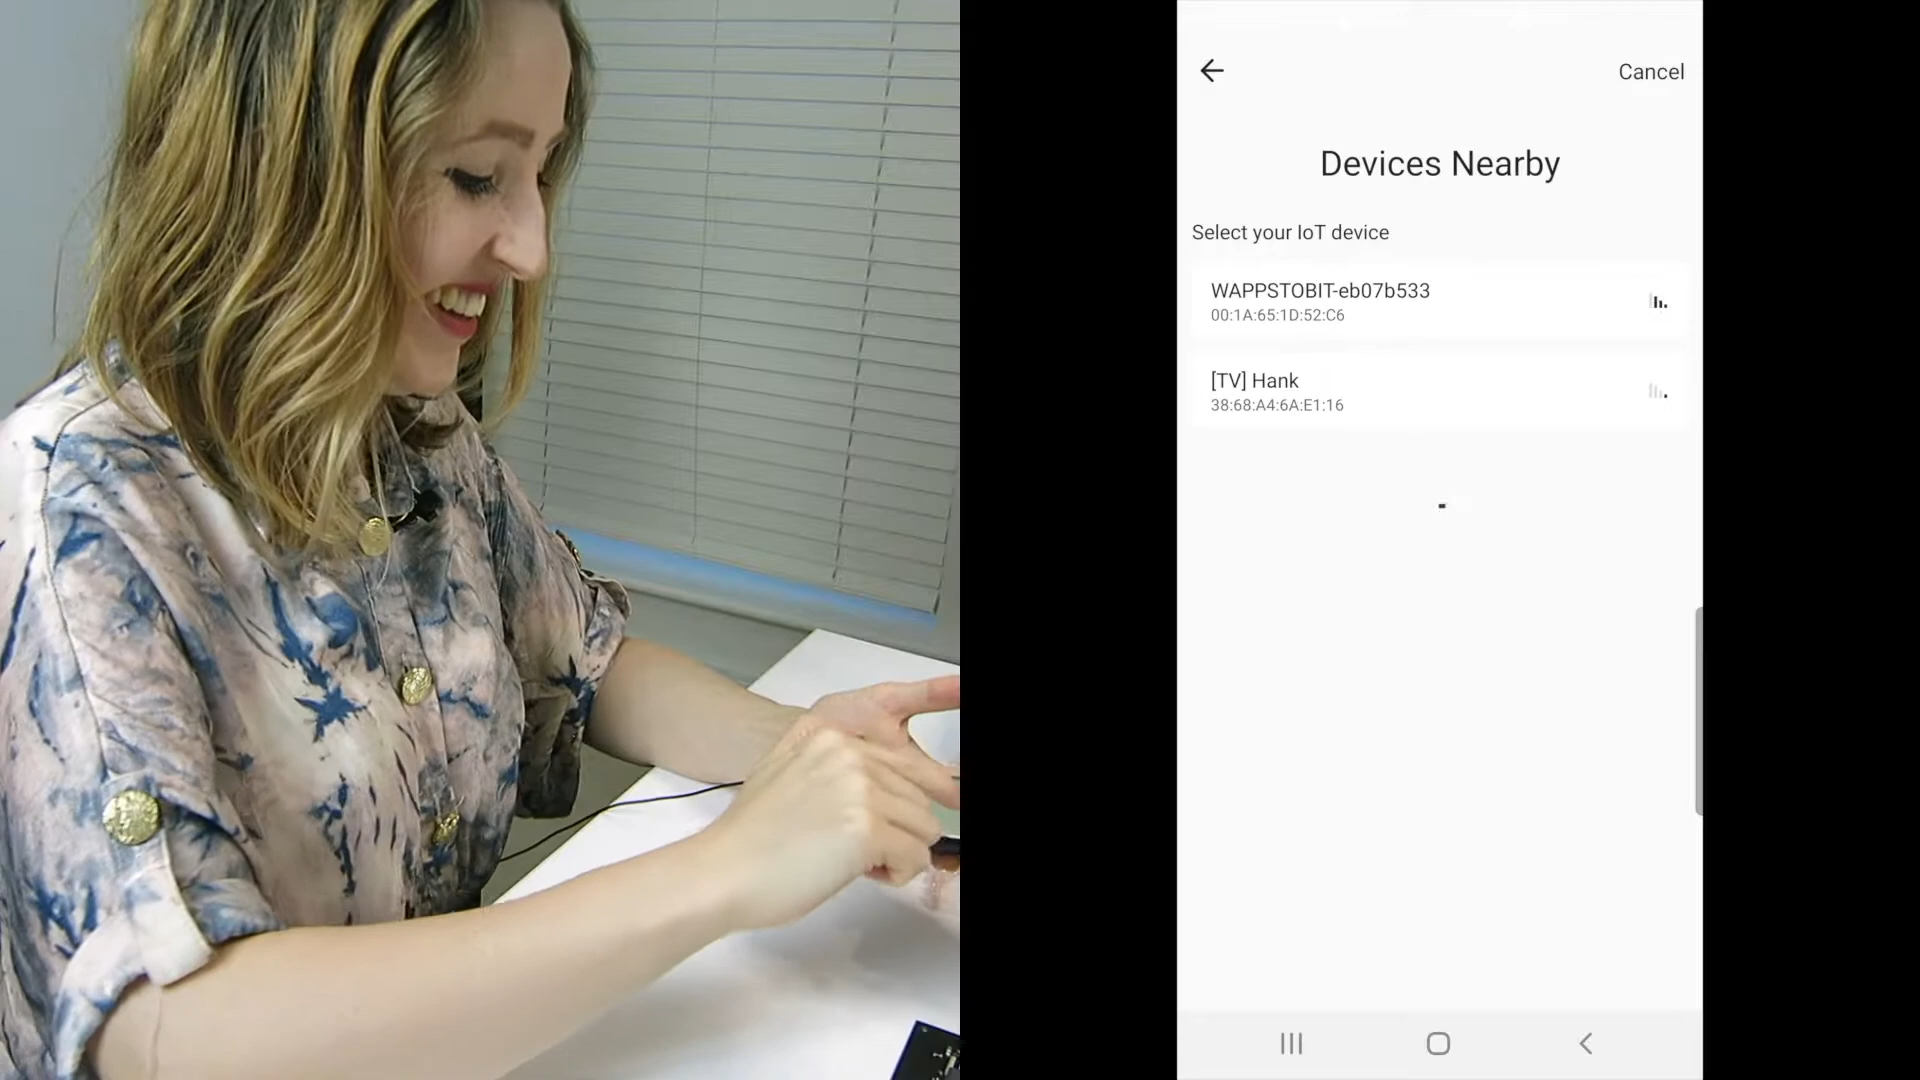 Cancel
Devices Nearby
Select your IoT device
WAPPSTOBIT-eb07b533
00:1A:65:1D:52:C6
[TV] Hank
38:68:A4:6A:E1:16